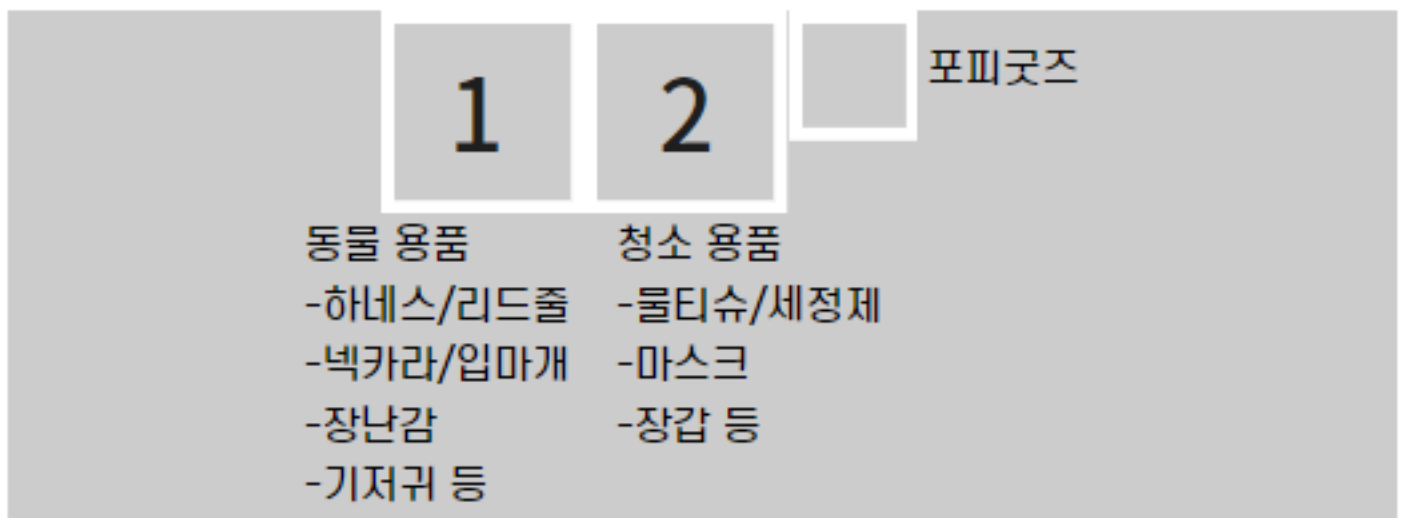 1 2 포피굿즈
동물 용품 청소 용품
-하네스/리드줄 -물티슈/세정제
-넥카라/입마개 -마스크
-장난감 -장갑 등
-기저귀 등